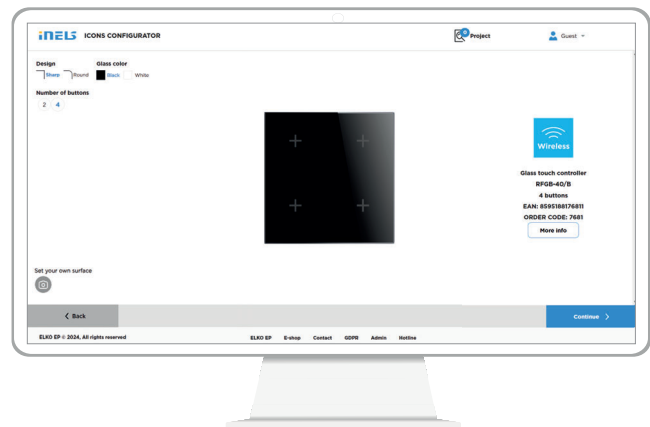 iNELS ICONS CONFIGURATOR
Project
Guest
Design
Glass color
Sharp
Round
Black
White
Number of buttons
2 4
Wireless
Glass touch controller
RFGB-40/B
4 buttons
EAN: 8595188176811
ORDER CODE: 7681
More info
Set your own surface
Back
Continue
ELKO EP © 2024, All rights reserved
ELKO EP E-shop Contact GDPR Admin Hotline